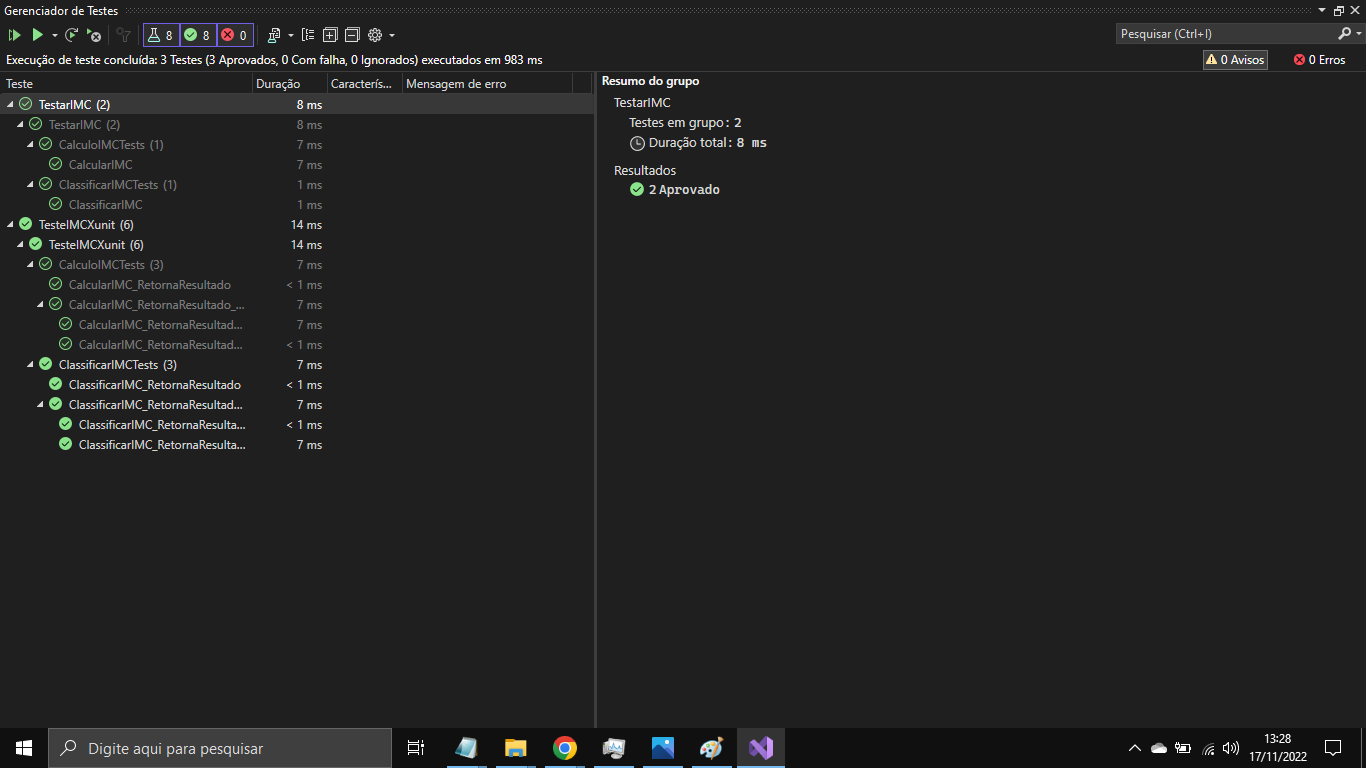 Gerenciador de Testes
8 8 0
Pesquisar (Ctrl+I)
Execução de teste concluída: 3 Testes (3 Aprovados, 0 Com falha, 0 Ignorados) executados em 983 ms
0 Avisos 0 Erros
Teste Duração Caracterís... Mensagem de erro
TestarIMC (2) 8 ms
TestarIMC (2) 8 ms
CalculoIMCTests (1) 7 ms
CalcularIMC 7 ms
ClassificarIMCTests (1) 1 ms
ClassificarIMC 1 ms
TesteIMCXunit (6) 14 ms
TesteIMCXunit (6) 14 ms
CalculoIMCTests (3) 7 ms
CalcularIMC_RetornaResultado < 1 ms
CalcularIMC_RetornaResultado_... 7 ms
CalcularIMC_RetornaResultad... 7 ms
CalcularIMC_RetornaResultad... < 1 ms
ClassificarIMCTests (3) 7 ms
ClassificarIMC_RetornaResultado < 1 ms
ClassificarIMC_RetornaResultad... 7 ms
ClassificarIMC_RetornaResulta... < 1 ms
ClassificarIMC_RetornaResulta... 7 ms
Resumo do grupo
TestarIMC
Testes em grupo: 2
Duração total: 8 ms
Resultados
2 Aprovado
Digite aqui para pesquisar
13:28
17/11/2022